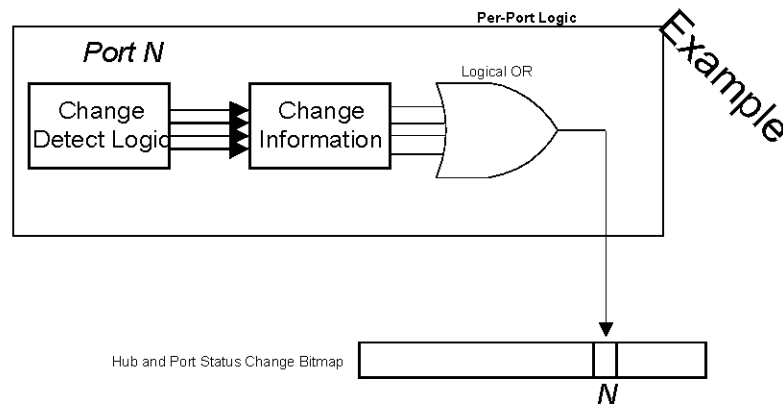 Per-Port Logic
Example
Port N
Logical OR
Change
Detect Logic
Change
Information
Hub and Port Status Change Bitmap
N